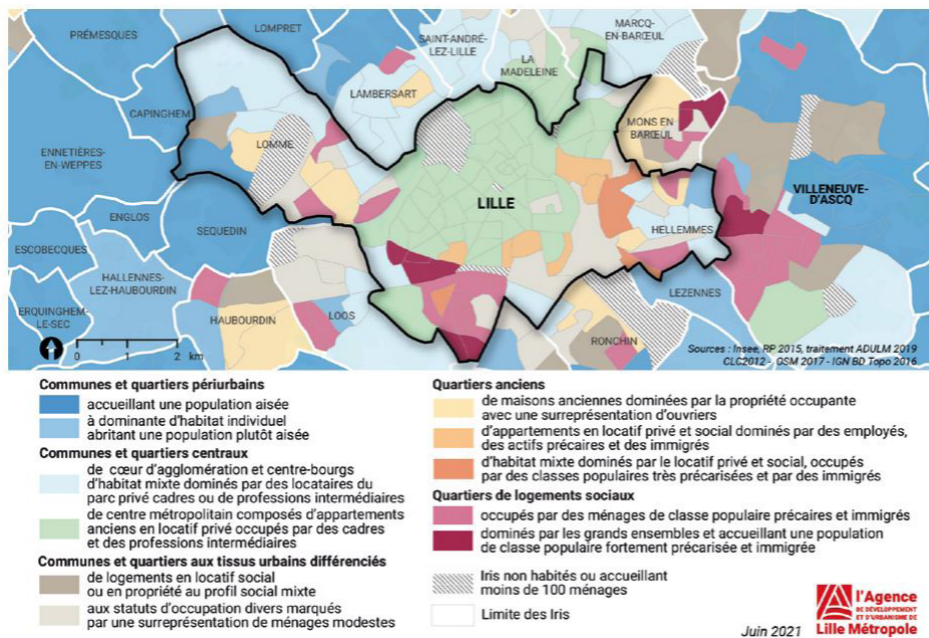 PRÉMESQUES
LOMPRET
SAINT-ANDRÉ-
LEZ-LILLE
MARCQ-
EN-BARŒUL
LA
MADELEINE
LAMBERSART
CAPINGHEM
MONS EN
BARŒUL
LOMME
ENNETIÈRES-
EN-WEPPES
LILLE
VILLENEUVE-
D'ASCQ
ENGLOS
SEQUEDIN
HELLEMMES
ESCOBECQUES
HALLENNES-
LEZ-HAUBOURDIN
LEZENNES
ERQUINGHEM-
LE-SEC
HAUBOURDIN
LOOS
RONCHIN
0 2 km
Sources : Insee, RP 2015, traitement ADULM 2019
CLC2012 - GSM 2017 - IGN BD Topo 2016
Communes et quartiers périurbains
accueillant une population aisée
à dominante d'habitat individuel
abritant une population plutôt aisée
Communes et quartiers centraux
de cœur d'agglomération et centre-bourgs
d'habitat mixte dominés par des locataires du
parc privé cadres ou de professions intermédiaires
de centre métropolitain composés d'appartements
anciens en locatif privé occupés par des cadres
et des professions intermédiaires
Communes et quartiers aux tissus urbains différenciés
de logements en locatif social
ou en propriété au profil social mixte
aux statuts d'occupation divers marqués
par une surreprésentation de ménages modestes
Quartiers anciens
de maisons anciennes dominées par la propriété occupante
avec une surreprésentation d'ouvriers
d'appartements en locatif privé et social dominés par des employés,
des actifs précaires et des immigrés
d'habitat mixte dominés par le locatif privé et social, occupés
par des classes populaires très précarisées et par des immigrés
Quartiers de logements sociaux
occupés par des ménages de classe populaire précaires et immigrés
dominés par les grands ensembles et accueillant une population
de classe populaire fortement précarisée et immigrée
Iris non habités ou accueillant
moins de 100 ménages
Limite des Iris
Juin 2021
l'Agence
DE DÉVELOPPEMENT
ET D'URBANISME DE
Lille Métropole